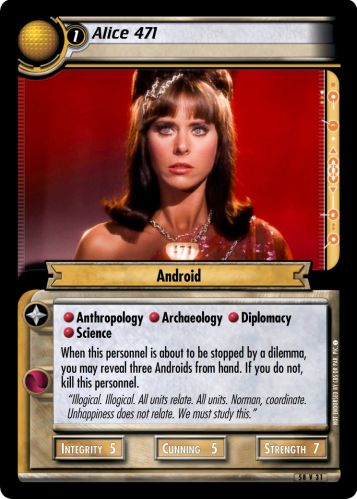 1 Alice 471
Android
Anthropology Archaeology Diplomacy
Science
When this personnel is about to be stopped by a dilemma,
you may reveal three Androids from hand. If you do not,
kill this personnel.
"Illogical. Illogical. All units relate. All units. Norman, coordinate.
Unhappiness does not relate. We must study this."
INTEGRITY 5 CUNNING 5 STRENGTH 7
58 V 31